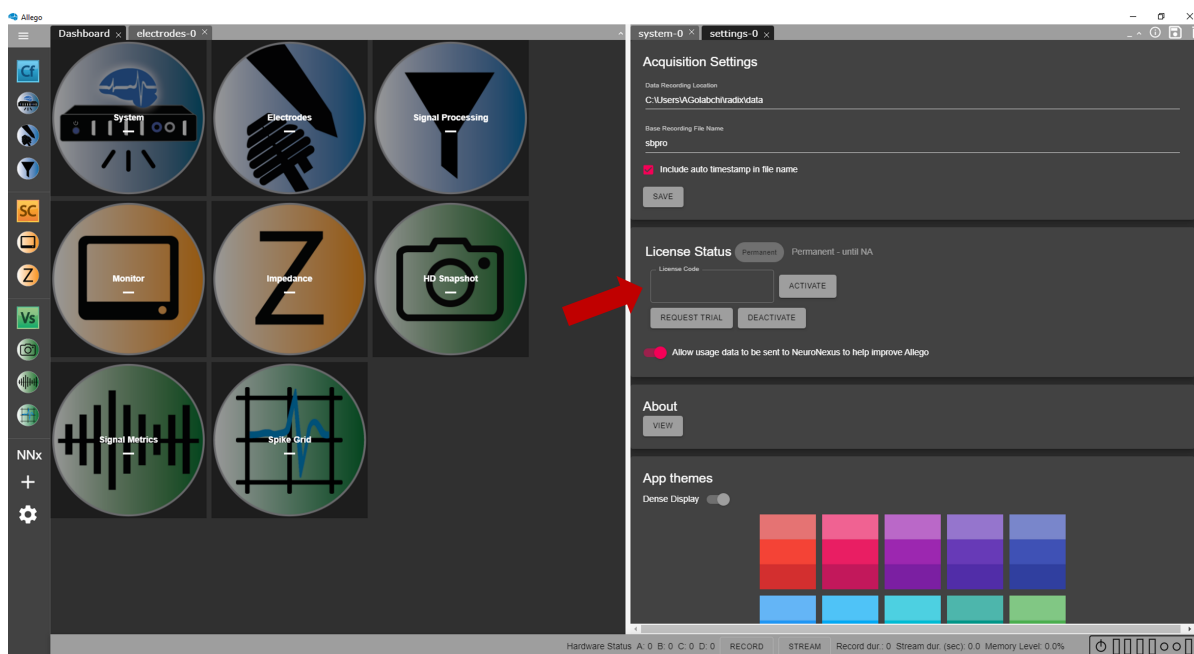 Allego
Dashboard x electrodes-0 ×
system-0 × settings-0 x
Cf
SC
Z
Vs
NNx
System
Electrodes
Signal Processing
Monitor
Impedance
HD Snapshot
Signal Metrics
Spike Grid
Acquisition Settings
Data Recording Location
C:\Users\AGolabchi\radix\data
Base Recording File Name
sbpro
Include auto timestamp in file name
SAVE
License Status Permanent Permanent - until NA
License Code
ACTIVATE
REQUEST TRIAL DEACTIVATE
Allow usage data to be sent to NeuroNexus to help improve Allego
About
VIEW
App themes
Dense Display
Hardware Status A: 0 B: 0 C: 0 D: 0 RECORD STREAM Record dur.: 0 Stream dur. (sec): 0.0 Memory Level: 0.0%